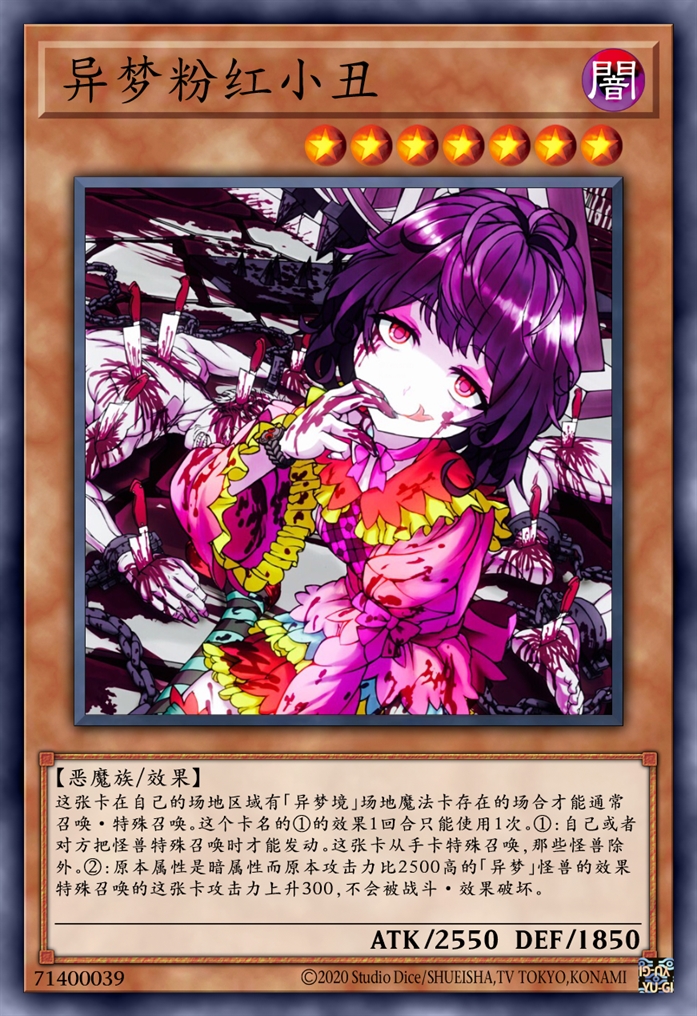 异梦粉红小丑
闇
【恶魔族/效果】
这张卡在自己的场地区域有「异梦境」场地魔法卡存在的场合才能通常
召唤·特殊召唤。这个卡名的①的效果1回合只能使用1次。①:自己或者
对方把怪兽特殊召唤时才能发动。这张卡从手卡特殊召唤,那些怪兽除
外。②:原本属性是暗属性而原本攻击力比2500高的「异梦」怪兽的效果
特殊召唤的这张卡攻击力上升300,不会被战斗·效果破坏。
ATK/2550 DEF/1850
71400039 ©2020 Studio Dice/SHUEISHA,TV TOKYO,KONAMI